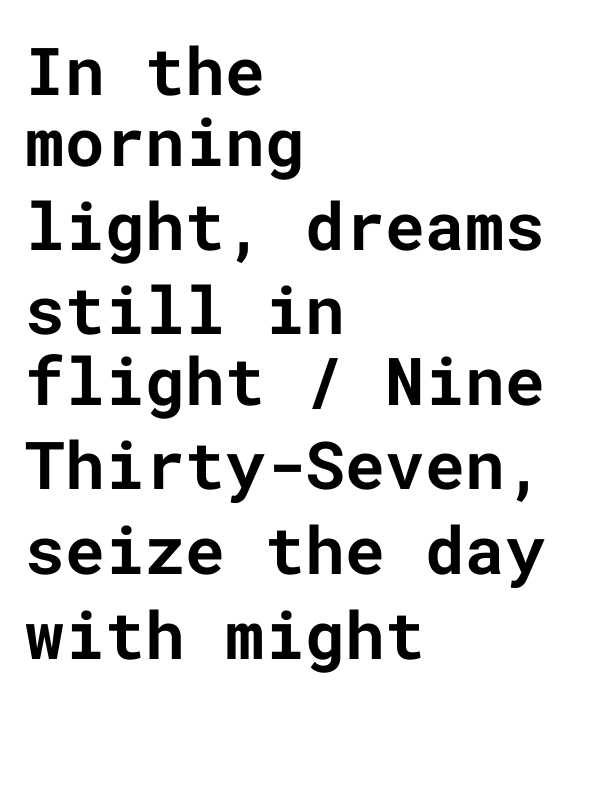 In the
morning
light, dreams
still in
flight / Nine
Thirty-Seven,
seize the day
with might